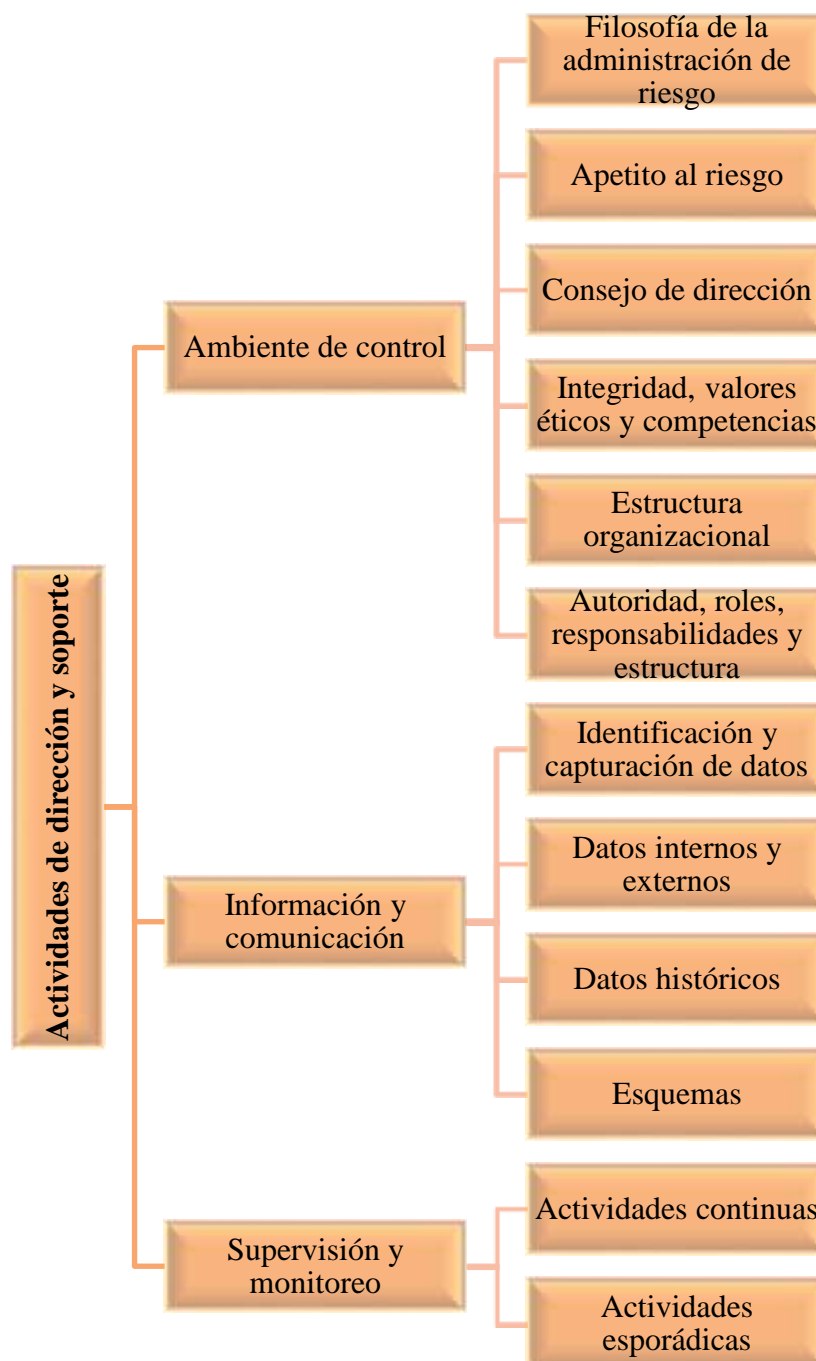 Actividades de dirección y soporte
Ambiente de control
Filosofía de la
administración de
riesgo
Apetito al riesgo
Consejo de dirección
Integridad, valores
éticos y competencias
Estructura
organizacional
Autoridad, roles,
responsabilidades y
estructura
Información y
comunicación
Identificación y
capturación de datos
Datos internos y
externos
Datos históricos
Esquemas
Supervisión y
monitoreo
Actividades continuas
Actividades
esporádicas